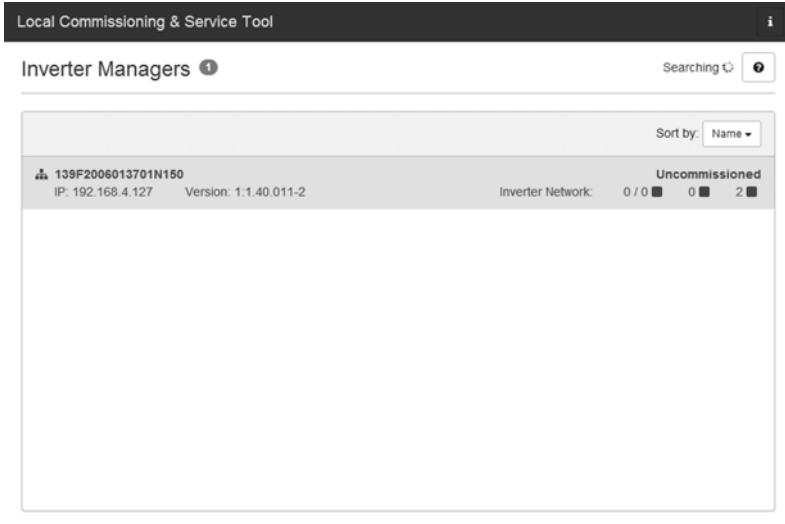 Local Commissioning & Service Tool i
Inverter Managers 1 Searching ?
Sort by: Name
139F2006013701N150 Uncommissioned
IP: 192.168.4.127 Version: 1:1.40.011-2 Inverter Network: 0 / 0 0 2